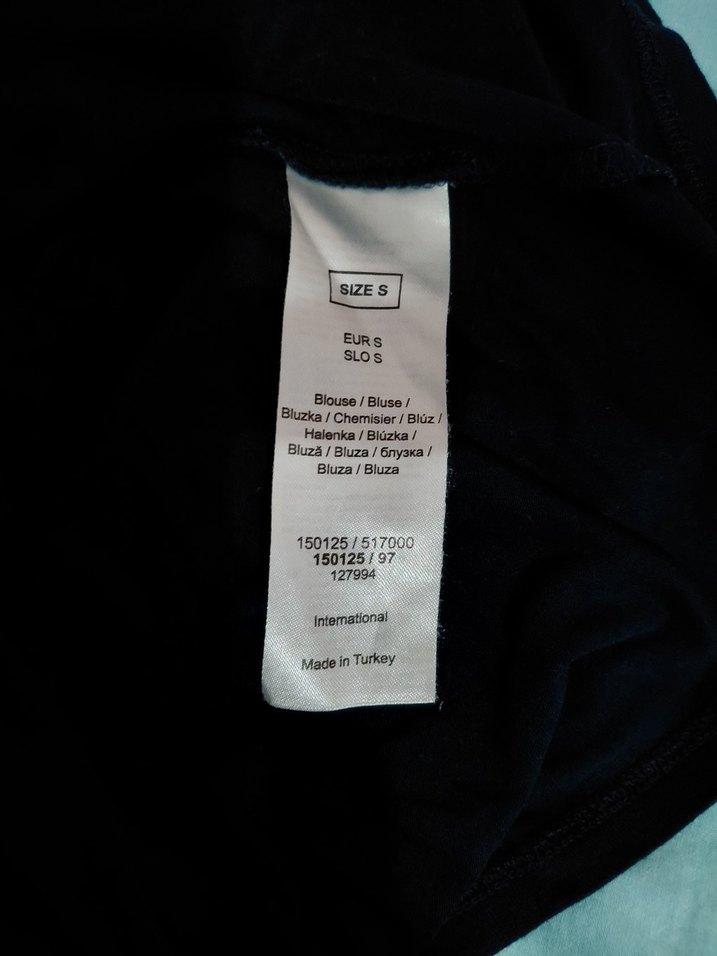 SIZE S
EUR S
SLO S
Blouse / Bluse /
Bluzka / Chemisier / Blúz /
Halenka / Blúzka /
Bluză / Bluza / блузка /
Bluza / Bluza
150125 / 517000
150125 / 97
127994
International
Made in Turkey